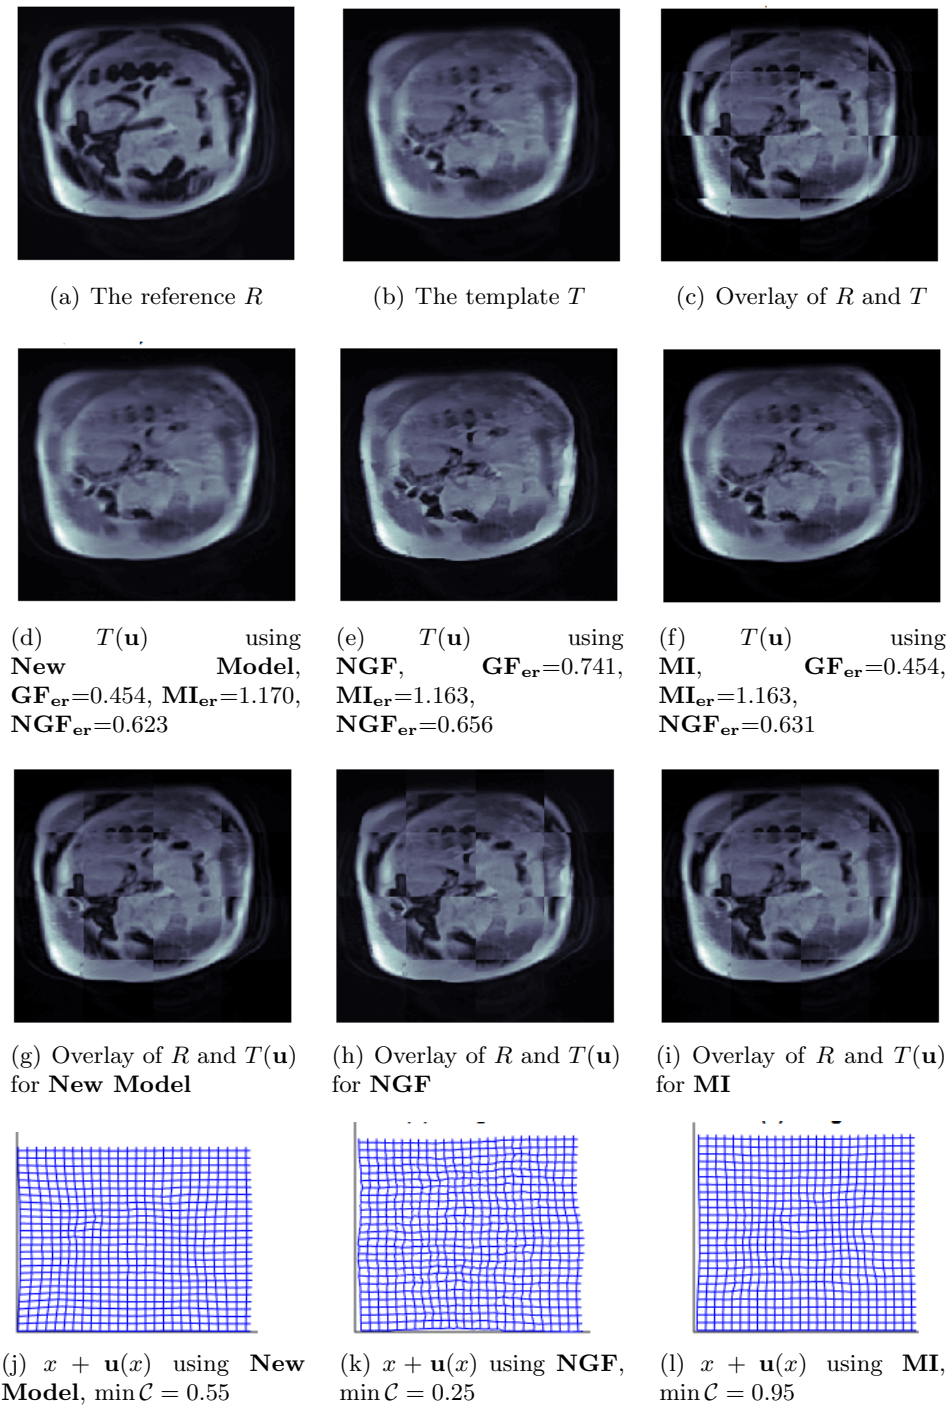 (a) The reference R
(b) The template T
(c) Overlay of R and T
(d) T(u) using
New Model,
GFer=0.454, MIer=1.170,
NGFer=0.623
(e) T(u) using
NGF, GFer=0.741,
MIer=1.163,
NGFer=0.656
(f) T(u) using
MI, GFer=0.454,
MIer=1.163,
NGFer=0.631
(g) Overlay of R and T(u)
for New Model
(h) Overlay of R and T(u)
for NGF
(i) Overlay of R and T(u)
for MI
(j) x + u(x) using New
Model, min C = 0.55
(k) x + u(x) using NGF,
min C = 0.25
(l) x + u(x) using MI,
min C = 0.95